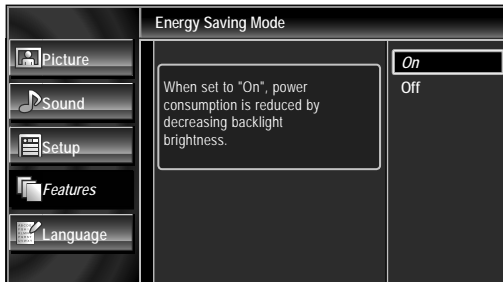 Energy Saving Mode
Picture
Sound
Setup
Features
Language
When set to "On", power
consumption is reduced by
decreasing backlight
brightness.
On
Off